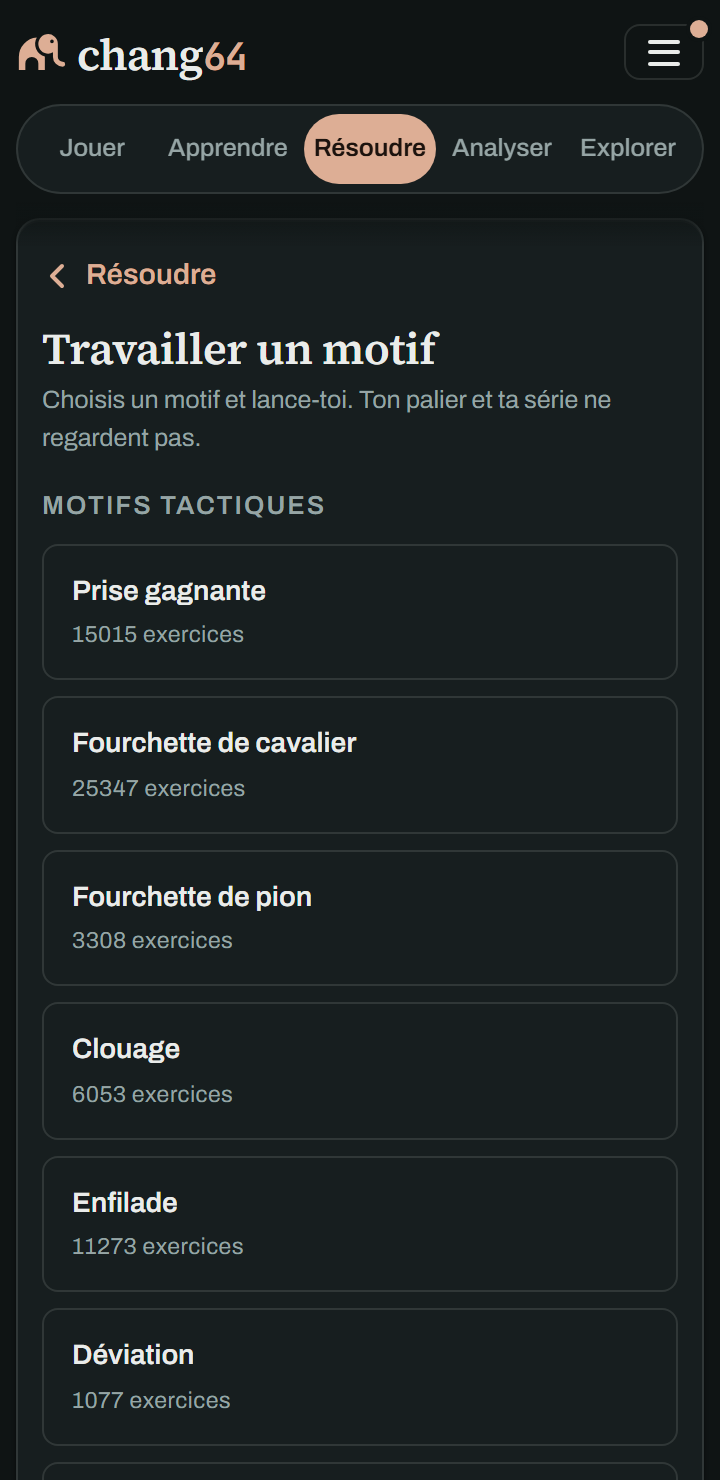 chang64
Jouer Apprendre Résoudre Analyser Explorer
Résoudre
Travailler un motif
Choisis un motif et lance-toi. Ton palier et ta série ne
regardent pas.
MOTIFS TACTIQUES
Prise gagnante
15015 exercices
Fourchette de cavalier
25347 exercices
Fourchette de pion
3308 exercices
Clouage
6053 exercices
Enfilade
11273 exercices
Déviation
1077 exercices